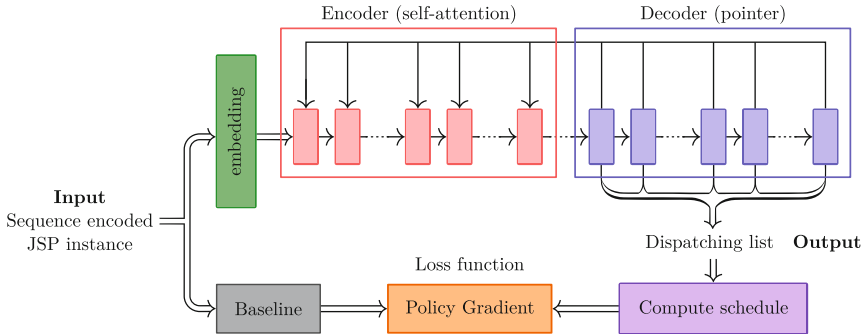 Encoder (self-attention)
Decoder (pointer)
embedding
Input
Sequence encoded
JSP instance
Dispatching list
Output
Loss function
Baseline
Policy Gradient
Compute schedule